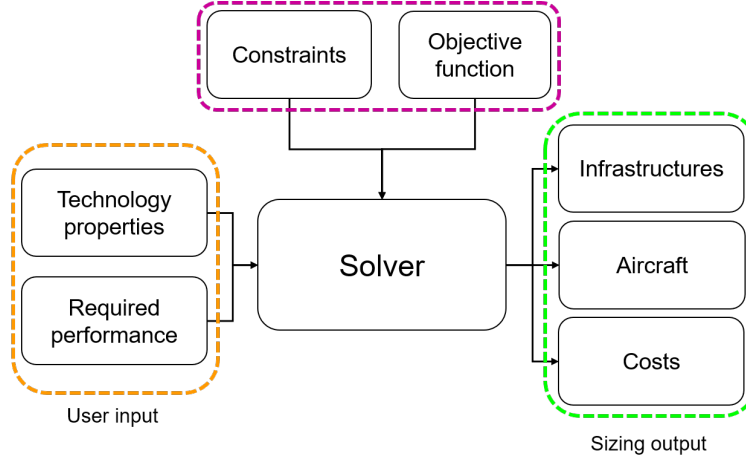 Constraints
Objective
function
Technology
properties
Required
performance
User input
Solver
Infrastructures
Aircraft
Costs
Sizing output